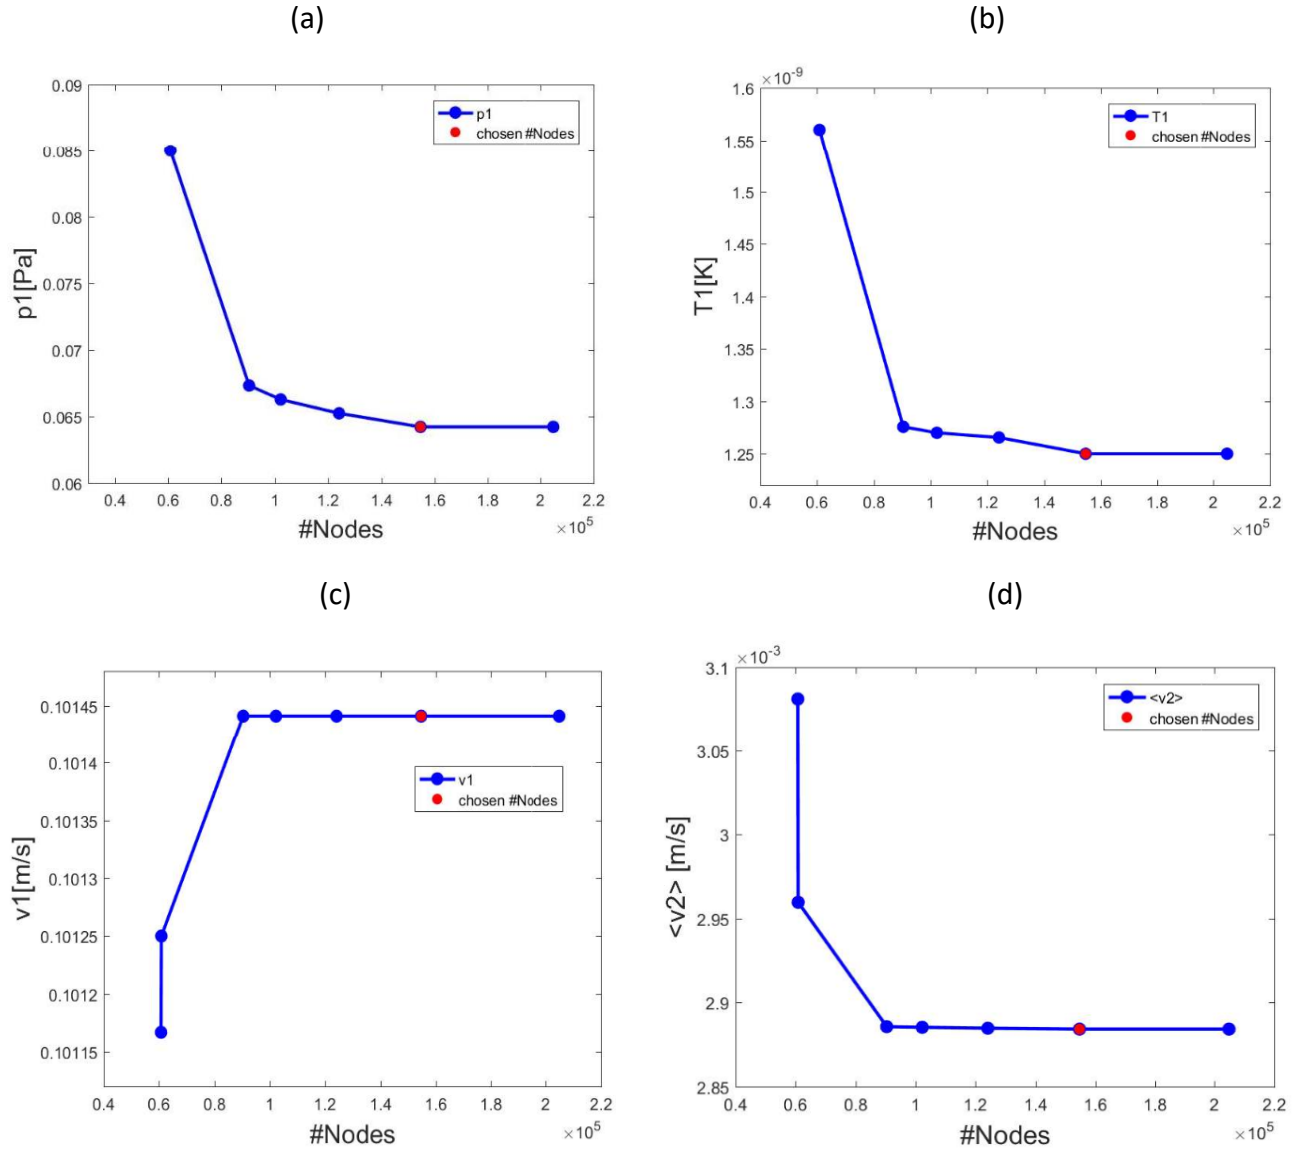 (a)
0.09
0.085
0.08
0.075
0.07
0.065
0.06
p1[Pa]
p1
chosen #Nodes
0.4 0.6 0.8 1 1.2 1.4 1.6 1.8 2 2.2
#Nodes
×10^5
(b)
×10^-9
1.6
1.55
1.5
1.45
1.4
1.35
1.3
1.25
T1[K]
T1
chosen #Nodes
0.4 0.6 0.8 1 1.2 1.4 1.6 1.8 2 2.2
#Nodes
×10^5
(c)
0.10145
0.1014
0.10135
0.1013
0.10125
0.1012
0.10115
v1[m/s]
v1
chosen #Nodes
0.4 0.6 0.8 1 1.2 1.4 1.6 1.8 2 2.2
#Nodes
×10^5
(d)
×10^-3
3.1
3.05
3
2.95
2.9
2.85
<v2> [m/s]
<v2>
chosen #Nodes
0.4 0.6 0.8 1 1.2 1.4 1.6 1.8 2 2.2
#Nodes
×10^5